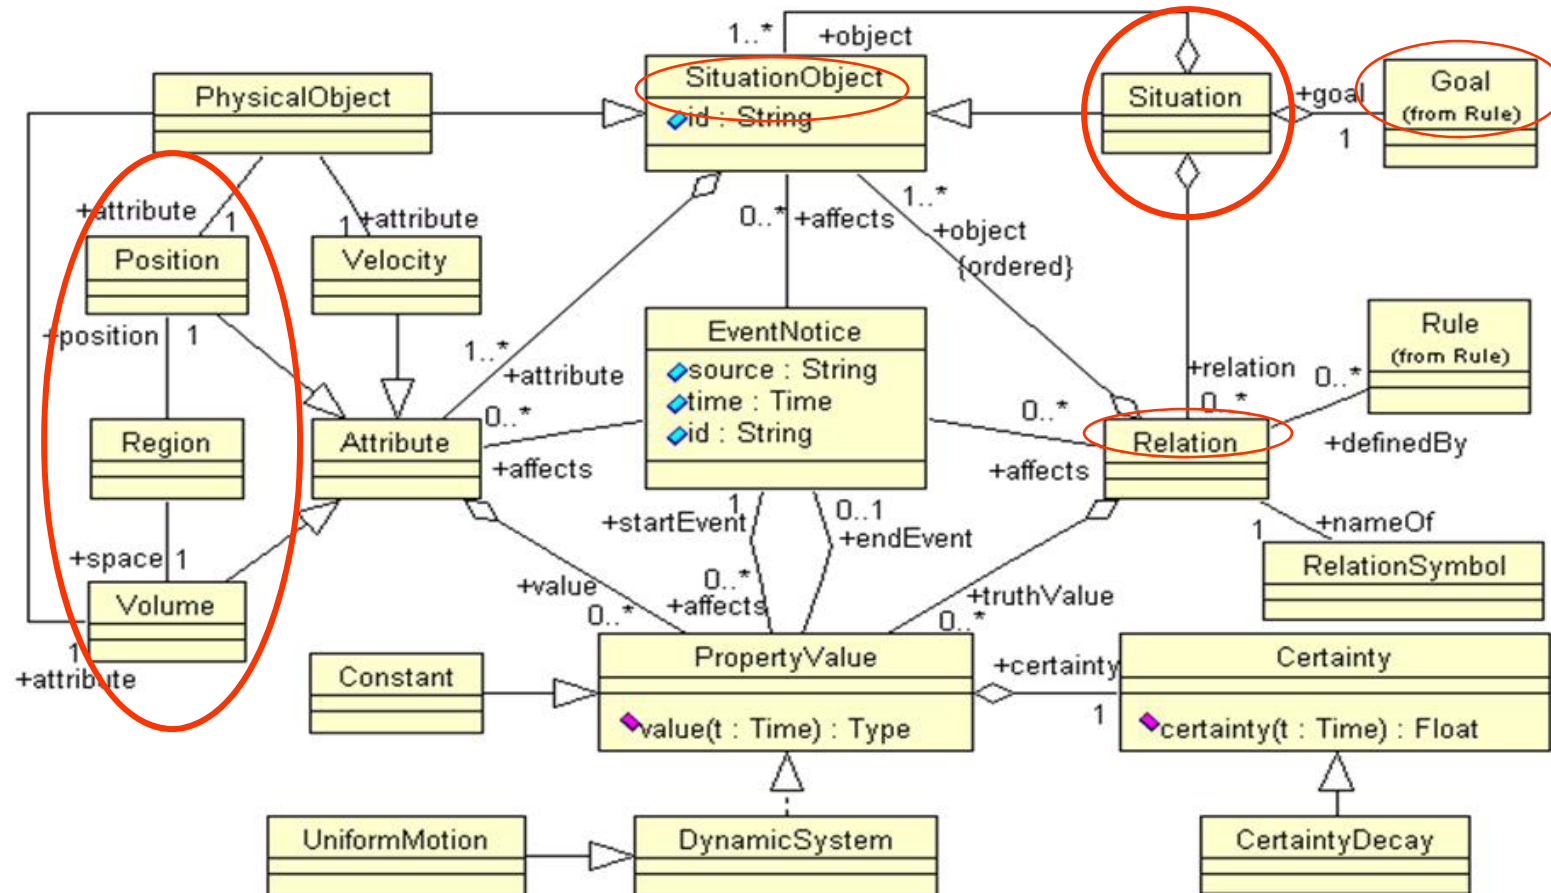 1..*
+object
SituationObject
id : String
PhysicalObject
Situation
+goal
1
Goal
(from Rule)
+attribute
1
1
+attribute
0..*
+affects
1..*
+object
{ordered}
Position
Velocity
+position
1
1..*
+attribute
EventNotice
source : String
time : Time
id : String
+relation
0..*
0..*
Rule
(from Rule)
+definedBy
Region
Attribute
0..*
+affects
0..*
+affects
Relation
+space
1
1
+startEvent
0..1
+endEvent
1
+nameOf
RelationSymbol
Volume
1
+attribute
+value
0..*
0..*
+affects
+truthValue
0..*
Constant
PropertyValue
value(t : Time) : Type
+certainty
1
Certainty
certainty(t : Time) : Float
UniformMotion
DynamicSystem
CertaintyDecay